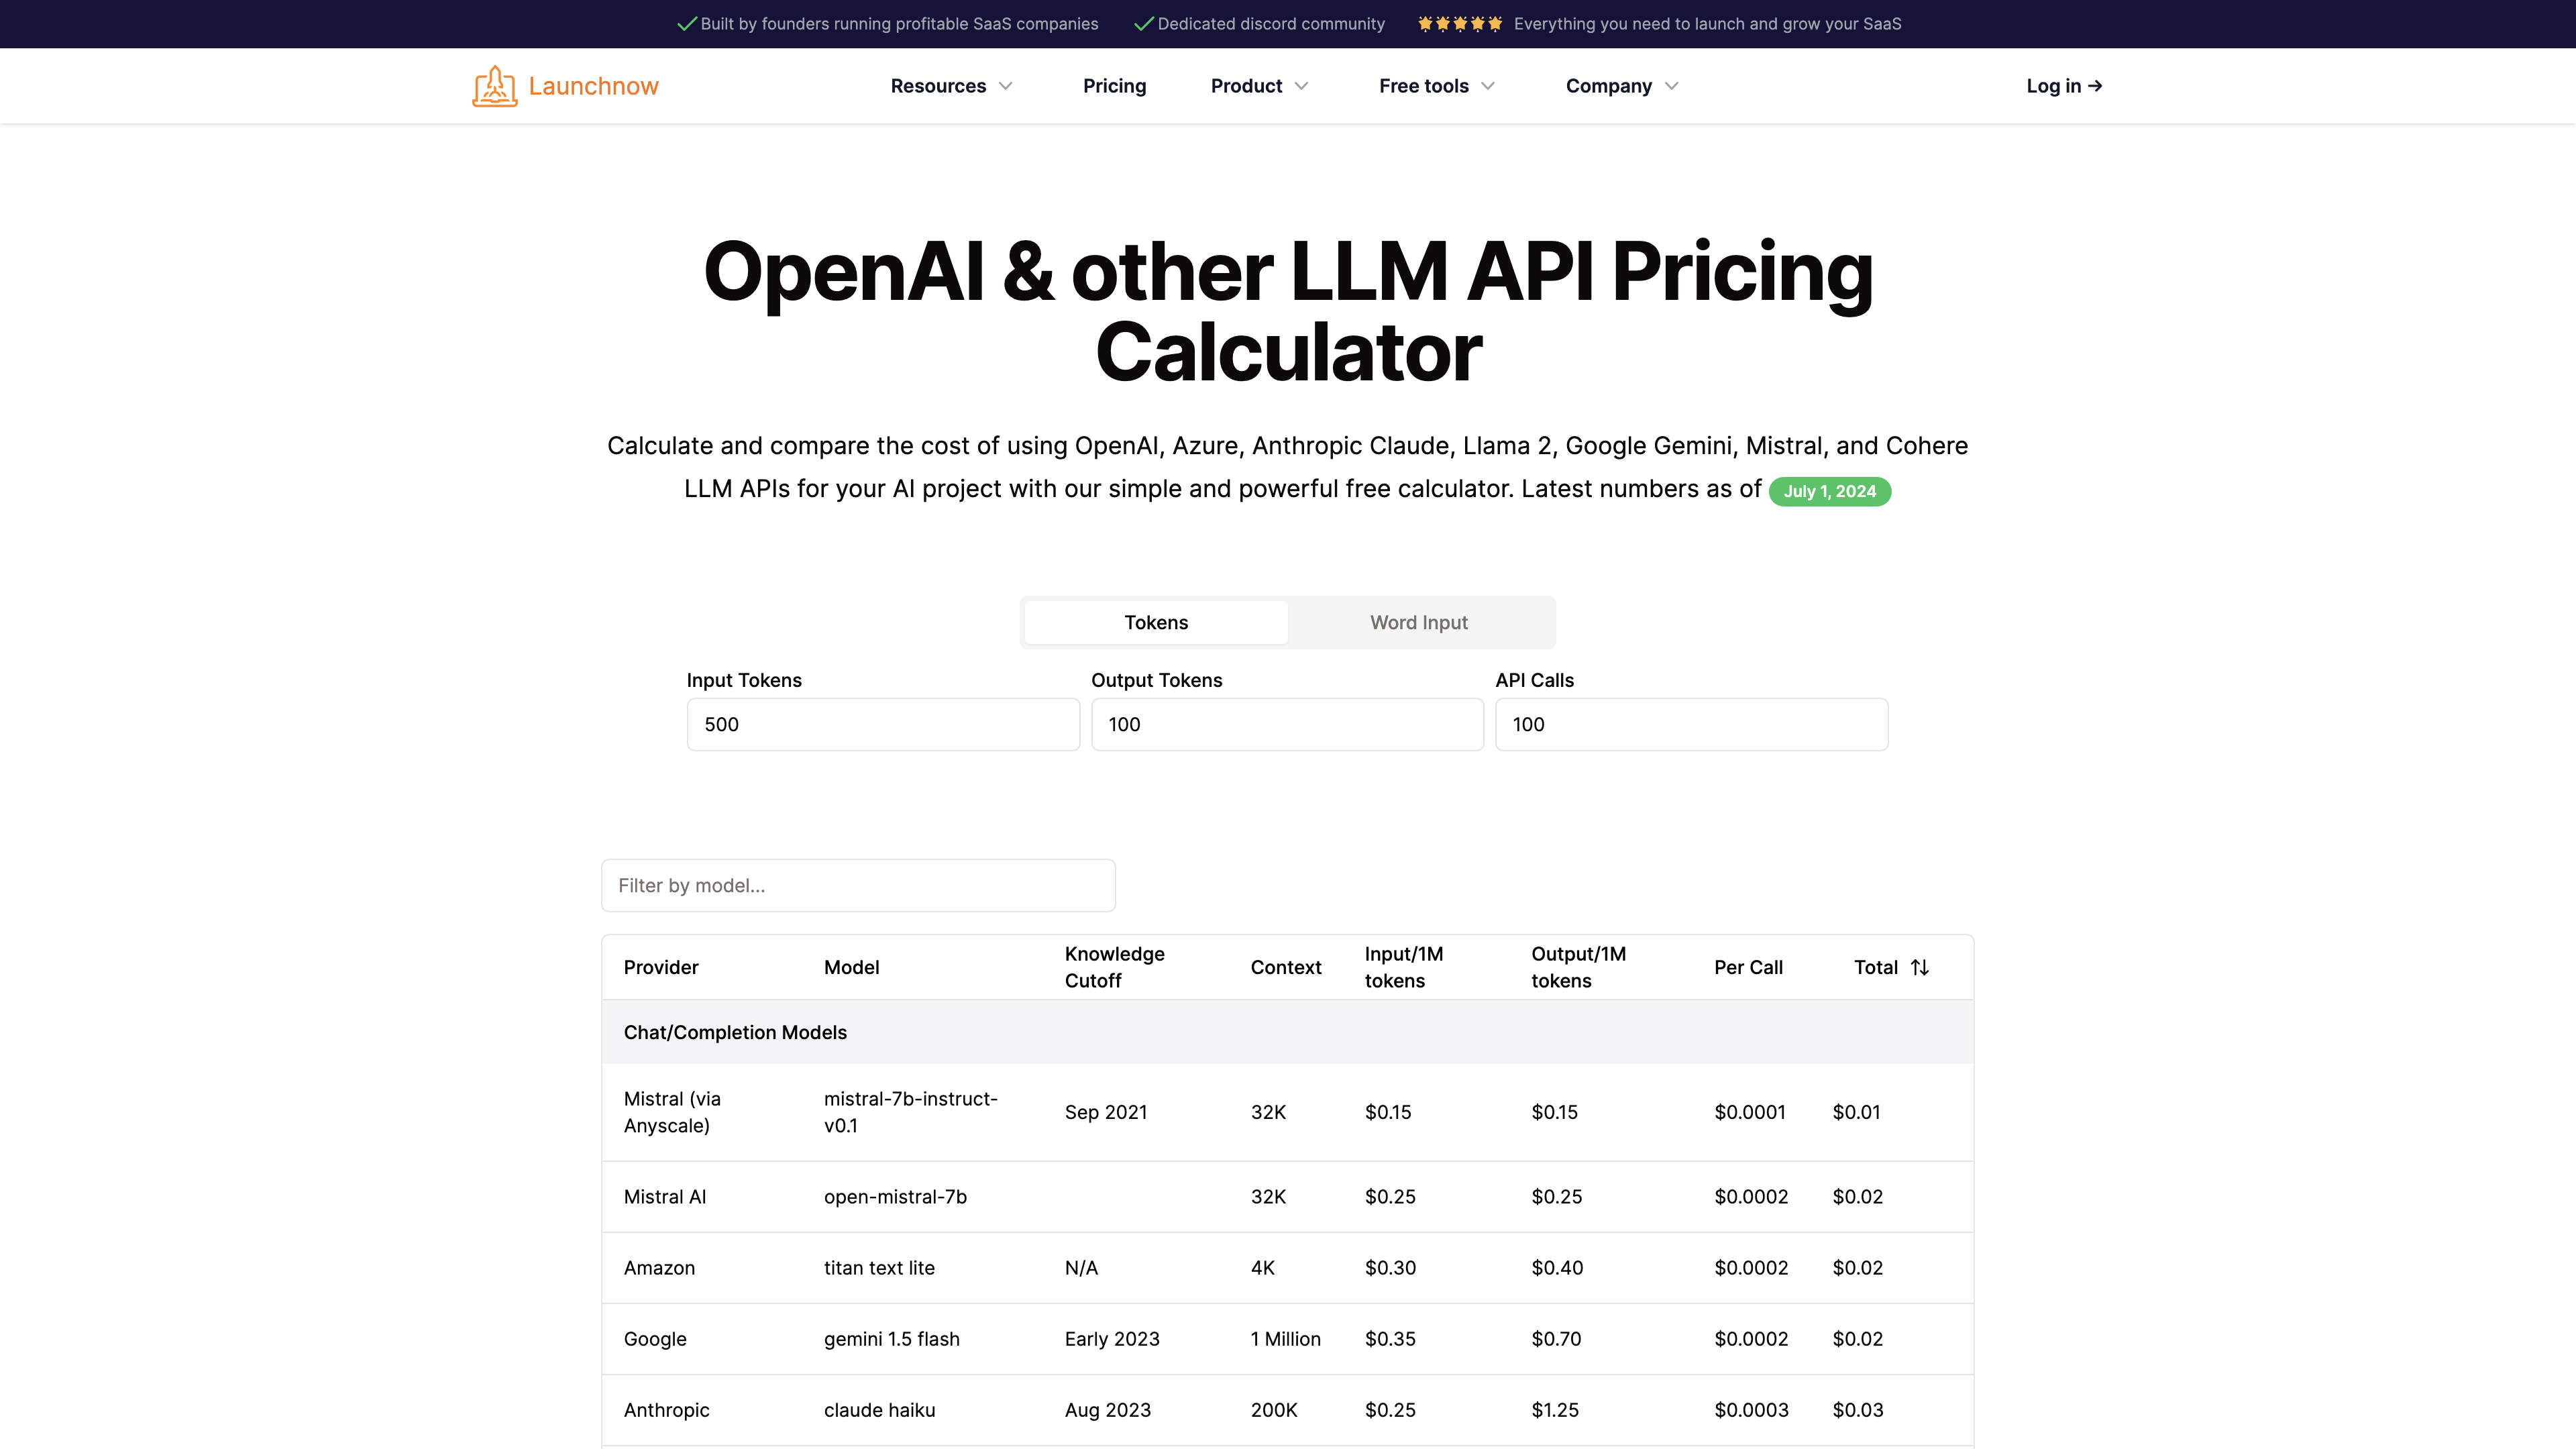 Built by founders running profitable SaaS companies
Dedicated discord community
Everything you need to launch and grow your SaaS
Launchnow
Resources
Pricing
Product
Free tools
Company
Log in →
OpenAI & other LLM API Pricing
Calculator
Calculate and compare the cost of using OpenAI, Azure, Anthropic Claude, Llama 2, Google Gemini, Mistral, and Cohere
LLM APIs for your AI project with our simple and powerful free calculator. Latest numbers as of July 1, 2024
Tokens
Word Input
Input Tokens
Output Tokens
API Calls
500
100
100
Filter by model...
Provider Model Knowledge Cutoff Context Input/1M tokens Output/1M tokens Per Call Total
Chat/Completion Models
Mistral (via Anyscale) mistral-7b-instruct-v0.1 Sep 2021 32K $0.15 $0.15 $0.0001 $0.01
Mistral AI open-mistral-7b 32K $0.25 $0.25 $0.0002 $0.02
Amazon titan text lite N/A 4K $0.30 $0.40 $0.0002 $0.02
Google gemini 1.5 flash Early 2023 1 Million $0.35 $0.70 $0.0002 $0.02
Anthropic claude haiku Aug 2023 200K $0.25 $1.25 $0.0003 $0.03